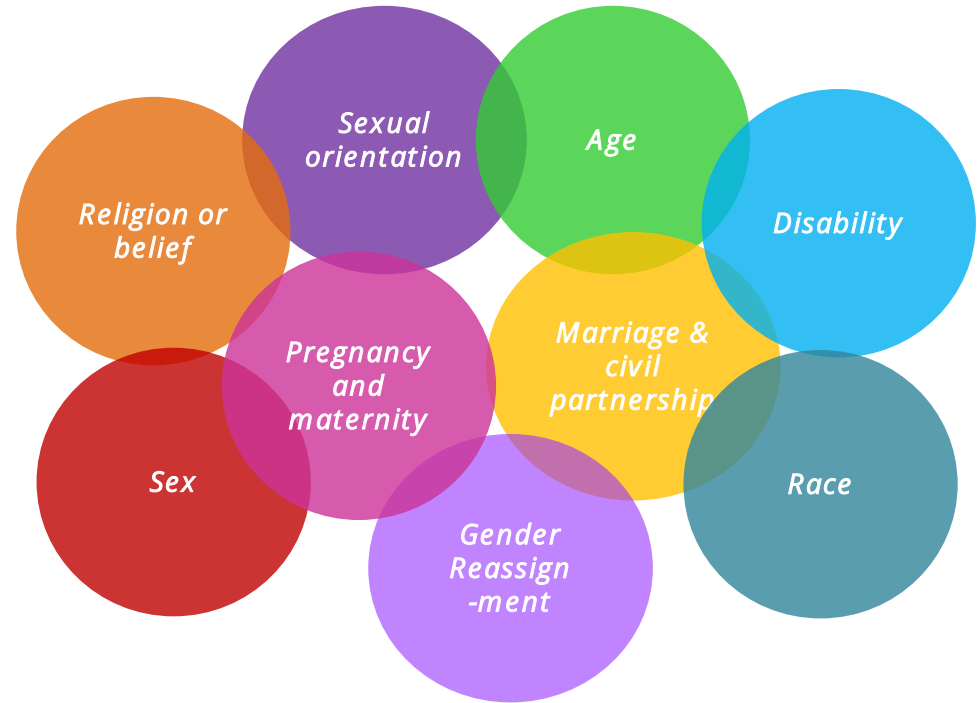 Sexual
orientation
Age
Religion or
belief
Disability
Pregnancy
and
maternity
Marriage &
civil
partnership
Sex
Race
Gender
Reassign
-ment